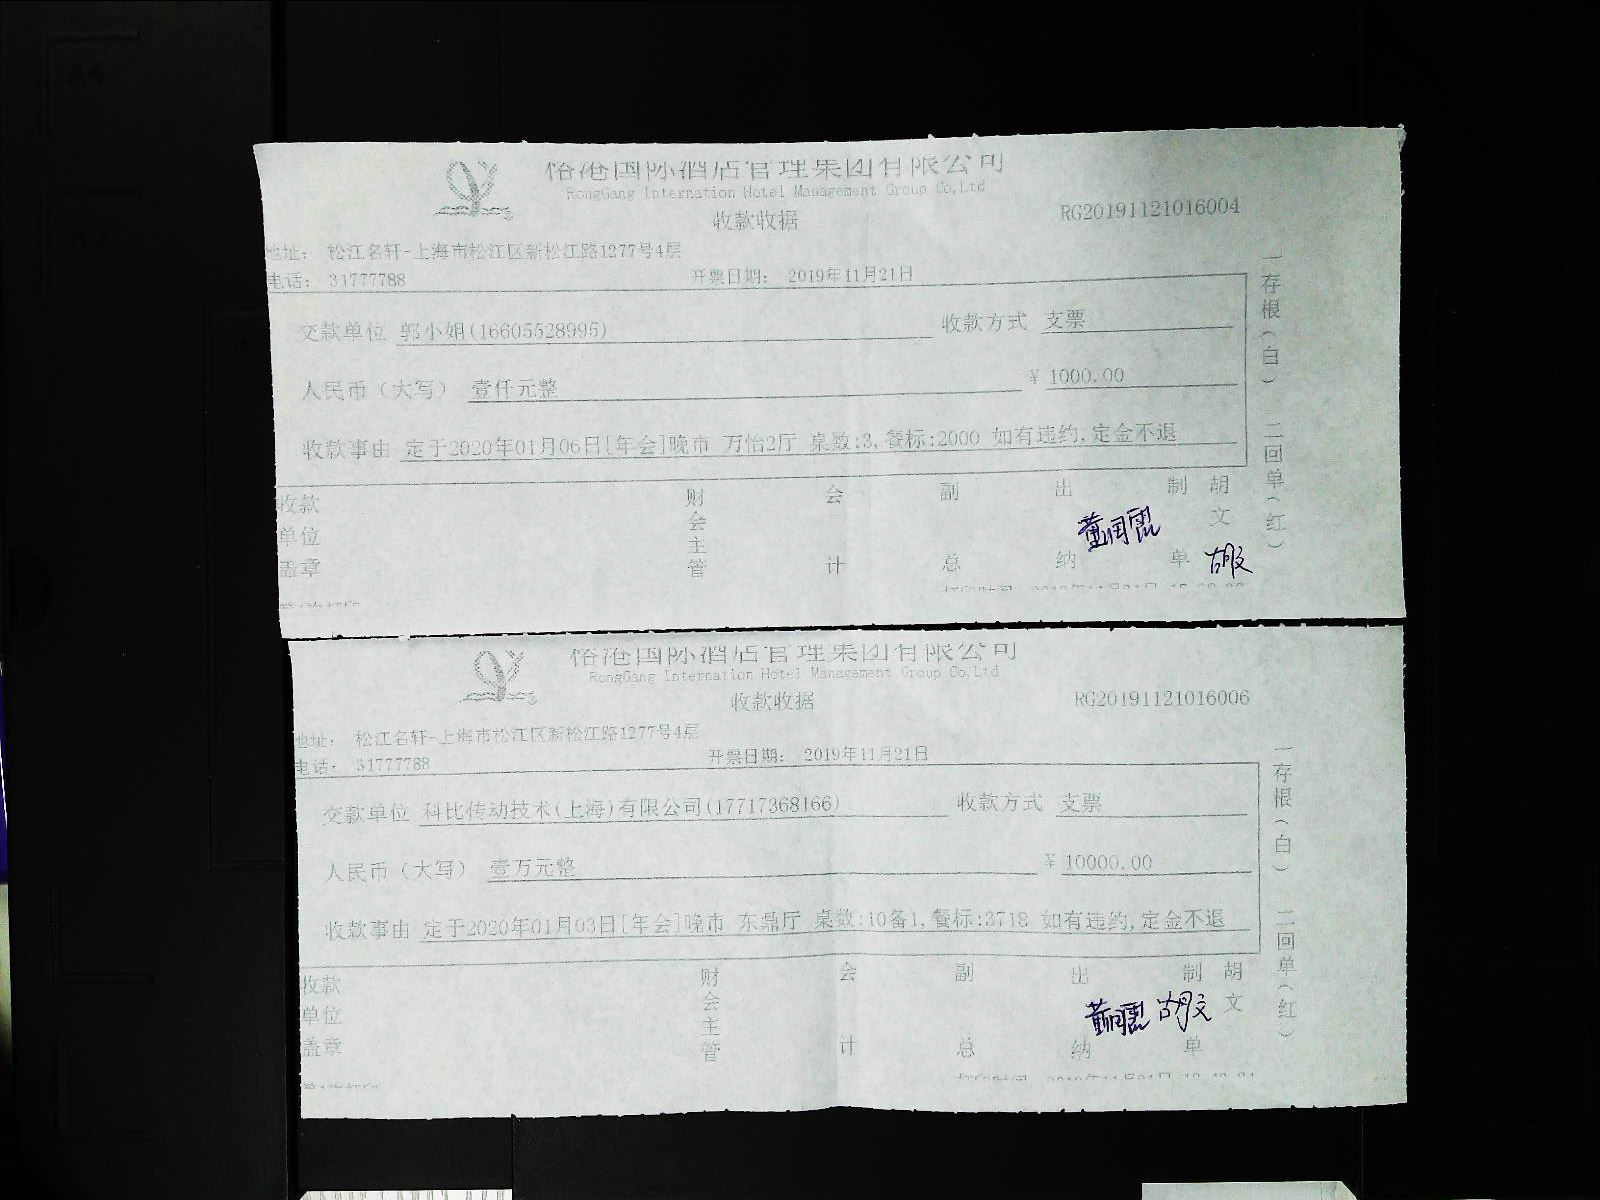 国际酒店管理集团有限公司
RongGang Internation Hotel Management Group Co,Ltd
收款收据
RG20191121016004
地址: 松江名轩-上海市松江区新松江路1277号4层
电话: 31777788
开票日期: 2019年11月21日
交款单位 郭小姐(16605528995)
收款方式 支票
人民币(大写) 壹仟元整
¥ 1000.00
收款事由 定于2020年01月06日[年会]晚市 万怡2厅 桌数:3,餐标:2000 如有违约,定金不退
收款单位盖章
财会主管
会计
副总
出纳
制单
胡文
胡文
一存根(白) 二回单(红)
国际酒店管理集团有限公司
RongGang Internation Hotel Management Group Co,Ltd
收款收据
RG20191121016006
地址: 松江名轩-上海市松江区新松江路1277号4层
电话: 31777788
开票日期: 2019年11月21日
交款单位 科比传动技术(上海)有限公司(17717368166)
收款方式 支票
人民币(大写) 壹万元整
¥ 10000.00
收款事由 定于2020年01月03日[年会]晚市 东鼎厅 桌数:10备1,餐标:3718 如有违约,定金不退
收款单位盖章
财会主管
会计
副总
出纳
制单
胡文
胡文
一存根(白) 二回单(红)